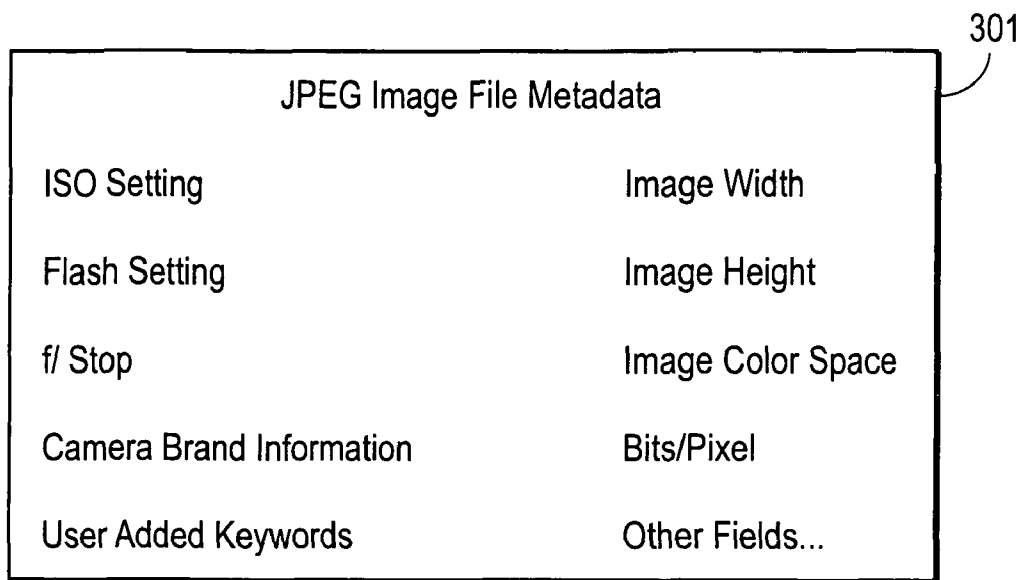 301
JPEG Image File Metadata
ISO Setting
Image Width
Flash Setting
Image Height
f/ Stop
Image Color Space
Camera Brand Information
Bits/Pixel
User Added Keywords
Other Fields...